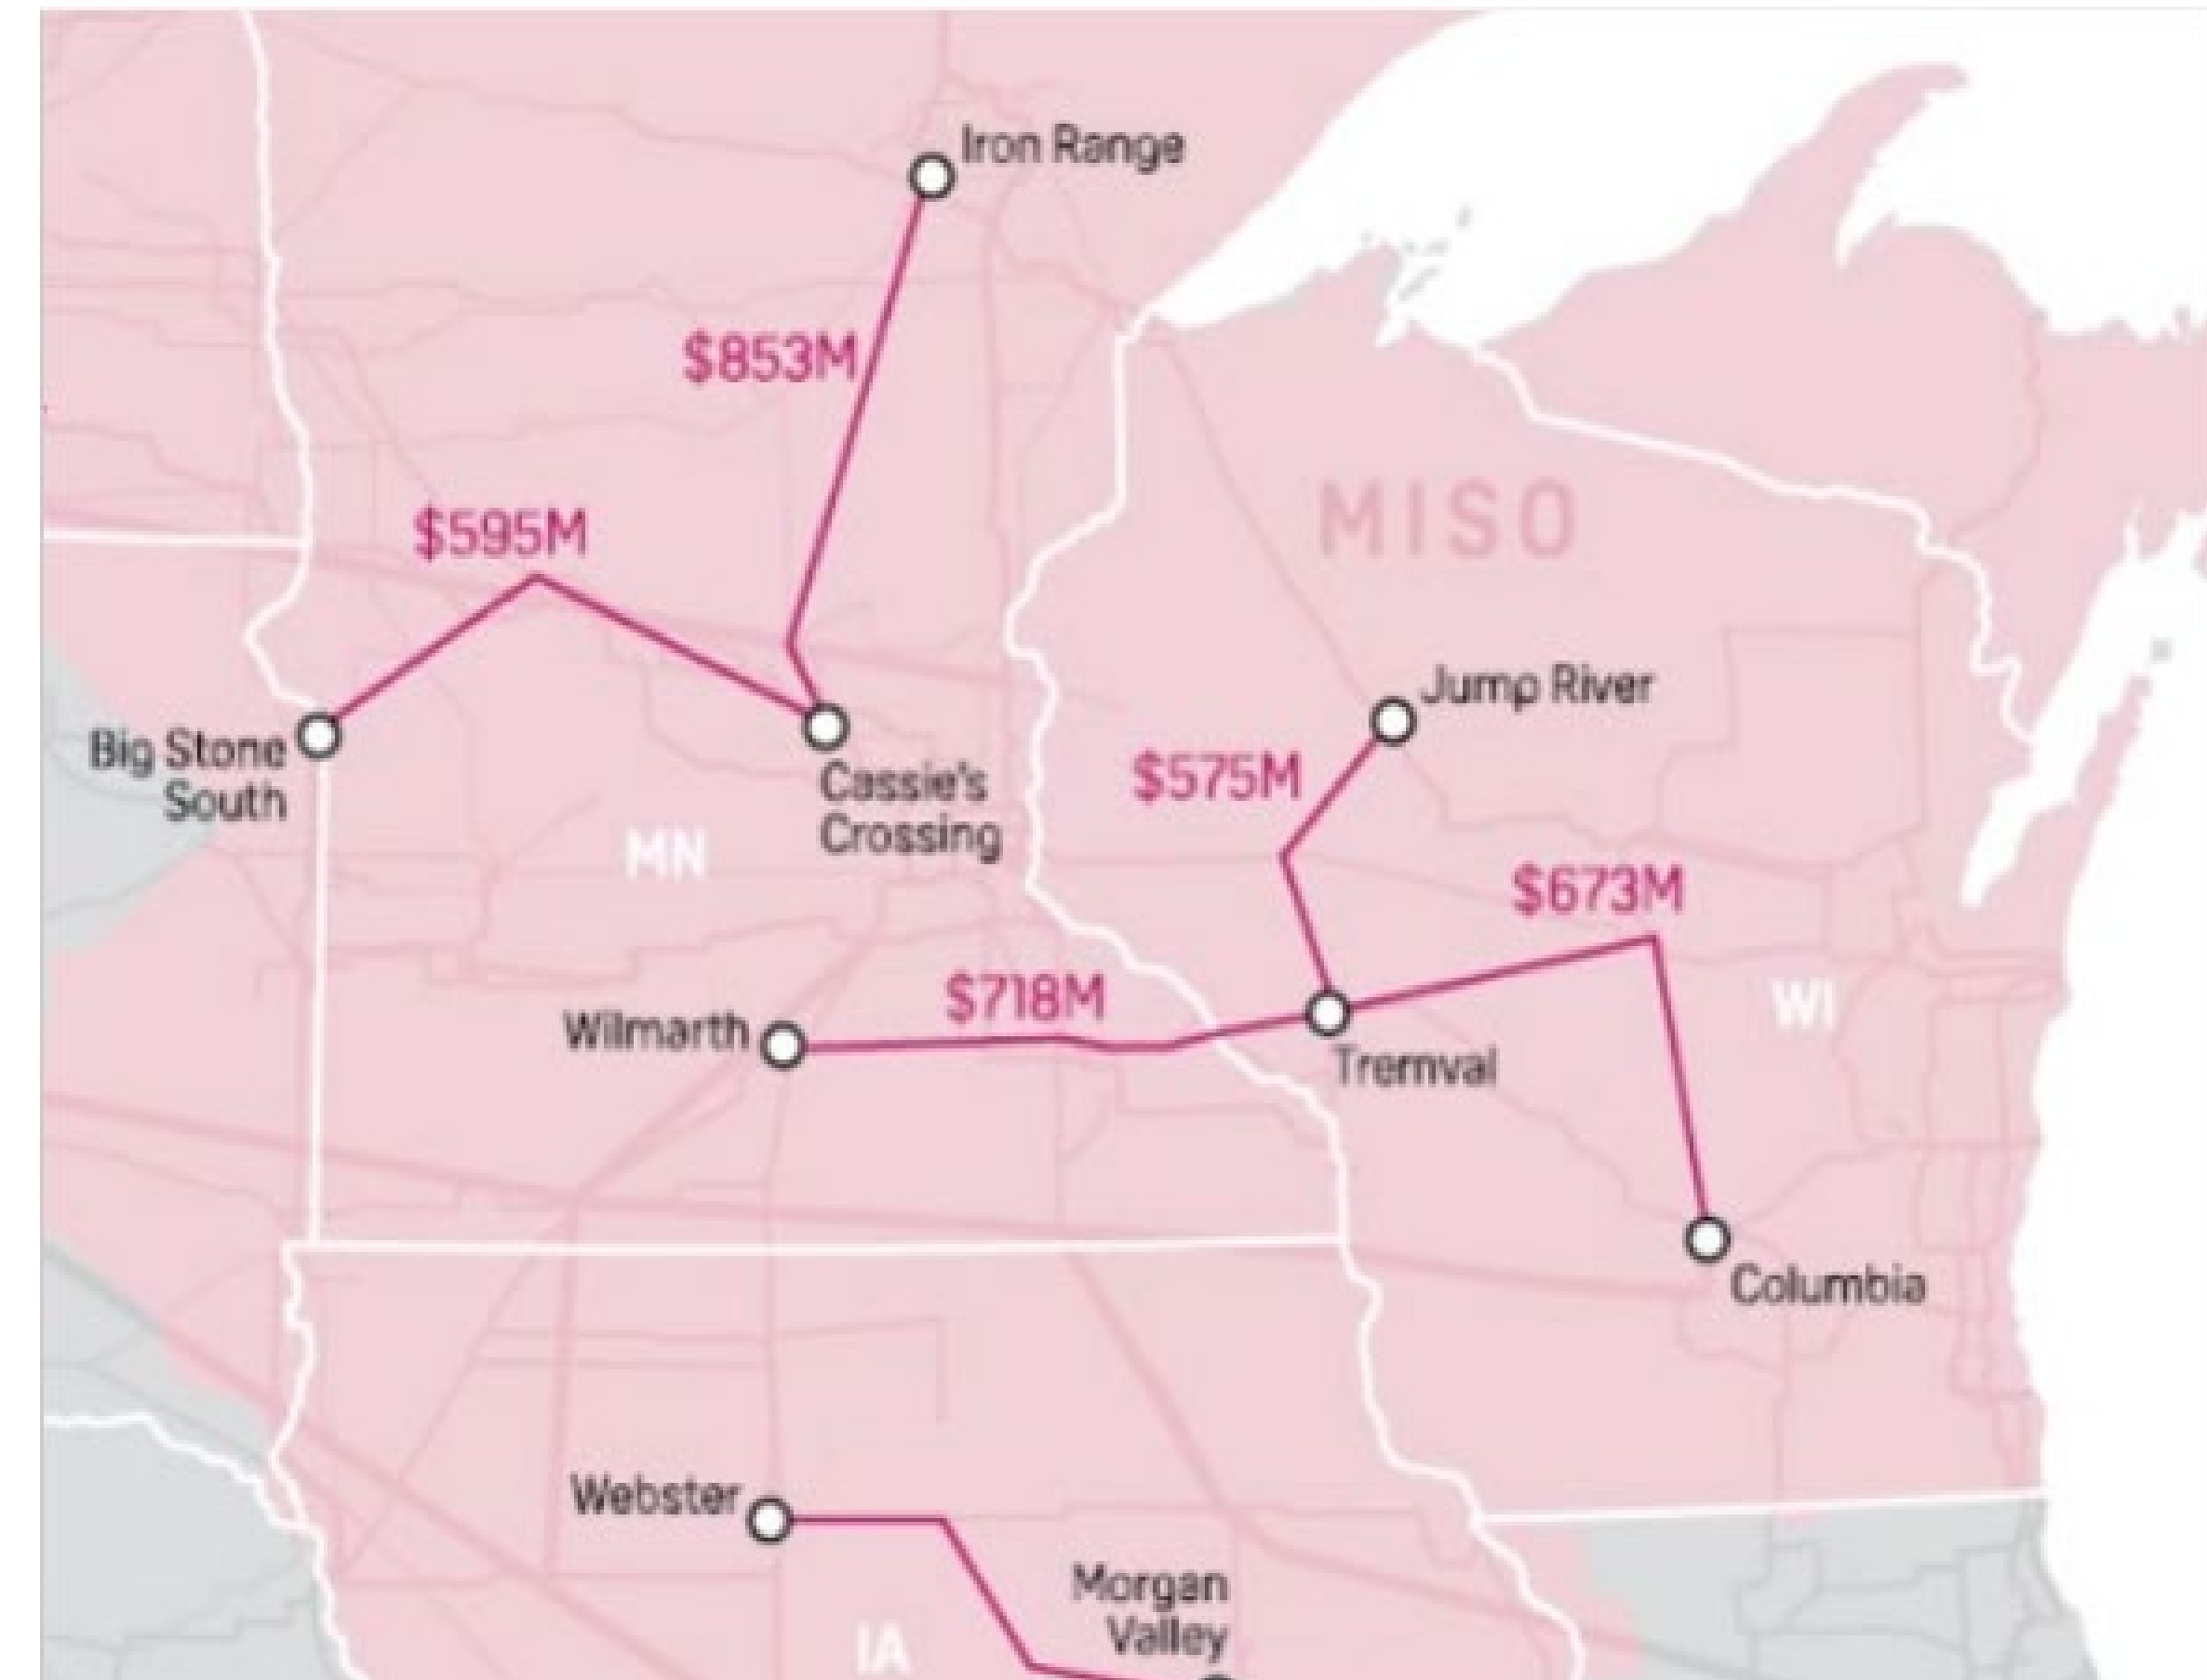 Iron Range
$853M
MISO
$595M
Jump River
Big Stone
South
$575M
Cassie's
Crossing
MN
$673M
$718M
WI
Wilmarth
Tremval
Columbia
Webster
Morgan
Valley
IA